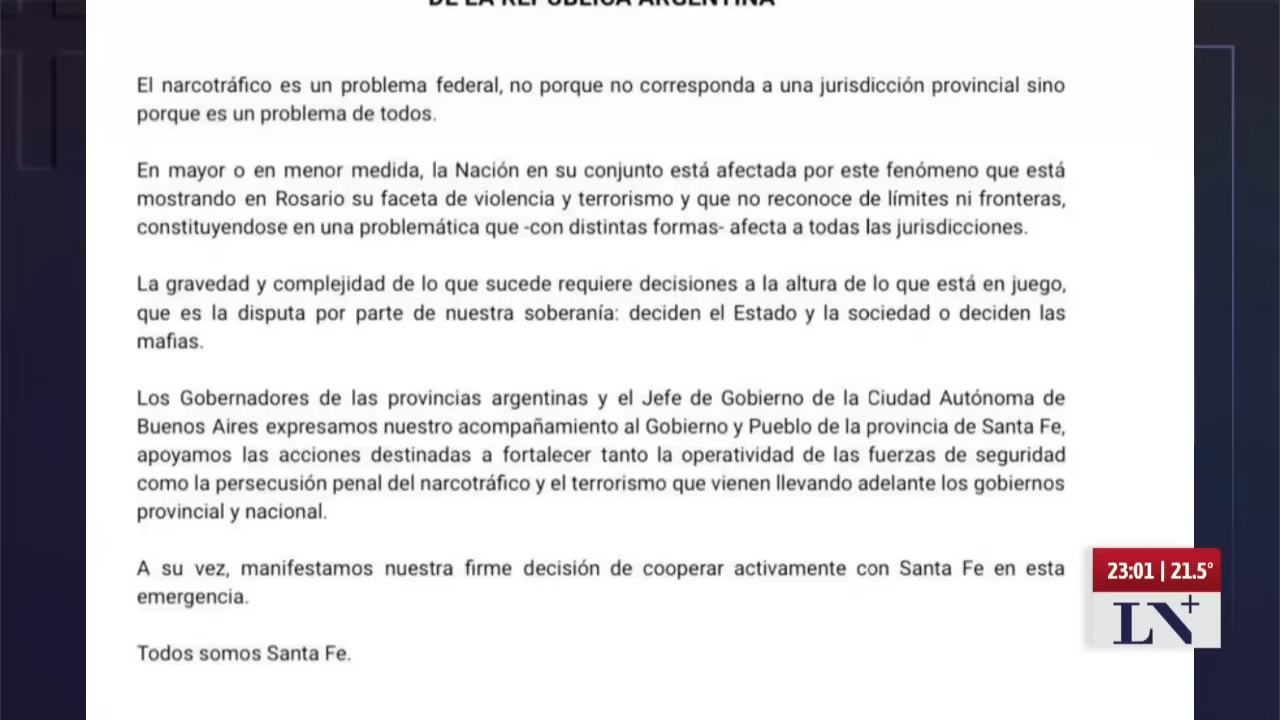 DE LA REPÚBLICA ARGENTINA
El narcotráfico es un problema federal, no porque no corresponda a una jurisdicción provincial sino
porque es un problema de todos.
En mayor o en menor medida, la Nación en su conjunto está afectada por este fenómeno que está
mostrando en Rosario su faceta de violencia y terrorismo y que no reconoce de límites ni fronteras,
constituyendose en una problemática que -con distintas formas- afecta a todas las jurisdicciones.
La gravedad y complejidad de lo que sucede requiere decisiones a la altura de lo que está en juego,
que es la disputa por parte de nuestra soberanía: deciden el Estado y la sociedad o deciden las
mafias.
Los Gobernadores de las provincias argentinas y el Jefe de Gobierno de la Ciudad Autónoma de
Buenos Aires expresamos nuestro acompañamiento al Gobierno y Pueblo de la provincia de Santa Fe,
apoyamos las acciones destinadas a fortalecer tanto la operatividad de las fuerzas de seguridad
como la persecusión penal del narcotráfico y el terrorismo que vienen llevando adelante los gobiernos
provincial y nacional.
A su vez, manifestamos nuestra firme decisión de cooperar activamente con Santa Fe en esta
emergencia.
Todos somos Santa Fe.
23:01 | 21.5°
LN+